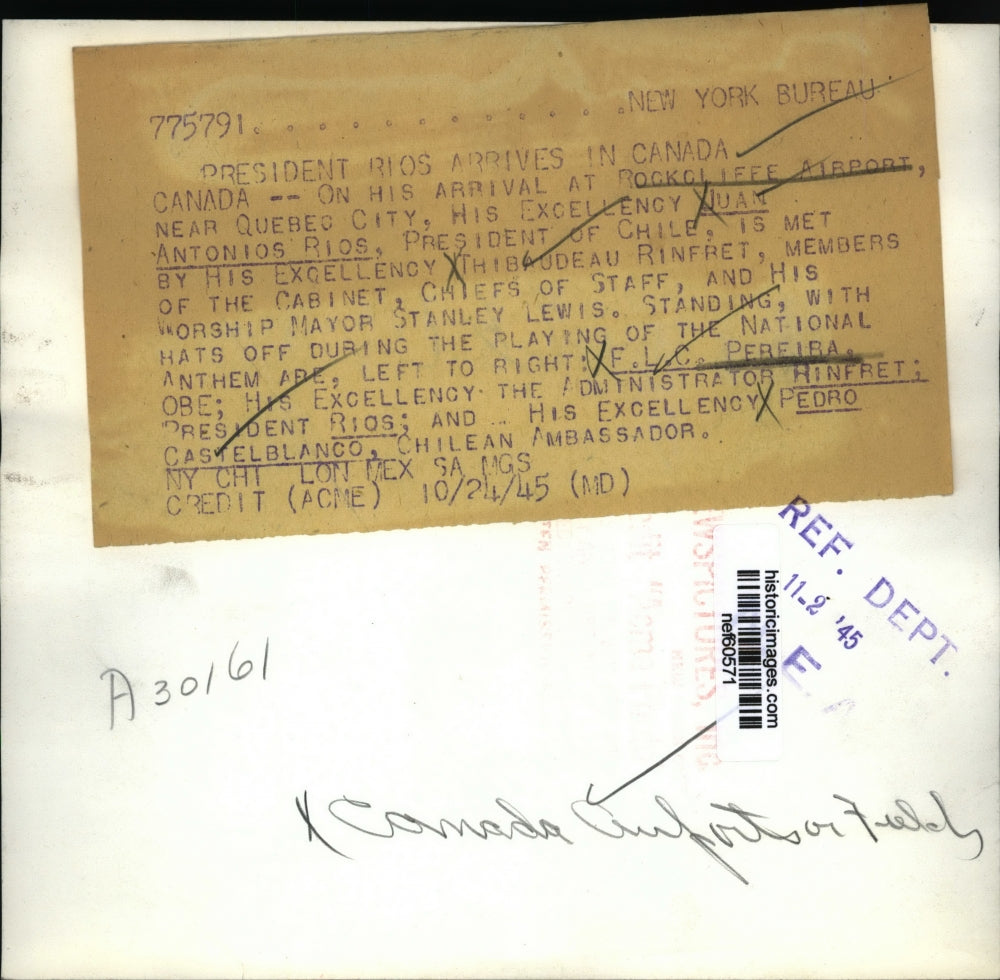 775791. . . . . . . . . . . . .NEW YORK BUREAU
PRESIDENT RIOS ARRIVES IN CANADA
CANADA -- ON HIS ARRIVAL AT ROCKCLIFFE AIRPORT,
NEAR QUEBEC CITY, HIS EXCELLENCY JUAN
ANTONIOS RIOS, PRESIDENT OF CHILE, IS MET
BY HIS EXCELLENCY THIBAUDEAU RINFRET, MEMBERS
OF THE CABINET, CHIEFS OF STAFF, AND HIS
WORSHIP MAYOR STANLEY LEWIS. STANDING, WITH
HATS OFF DURING THE PLAYING OF THE NATIONAL
ANTHEM ARE, LEFT TO RIGHT: F.L.C. PEREIRA,
OBE; HIS EXCELLENCY THE ADMINISTRATOR RINFRET;
PRESIDENT RIOS; AND .. HIS EXCELLENCY PEDRO
CASTELBLANCO, CHILEAN AMBASSADOR.
NY CHI LON MEX SA MGS
CREDIT (ACME) 10/24/45 (MD)
REF. DEPT.
11-2 '45
E.
historicimages.com
nef60571
A30161
X Canada Airports or Fields